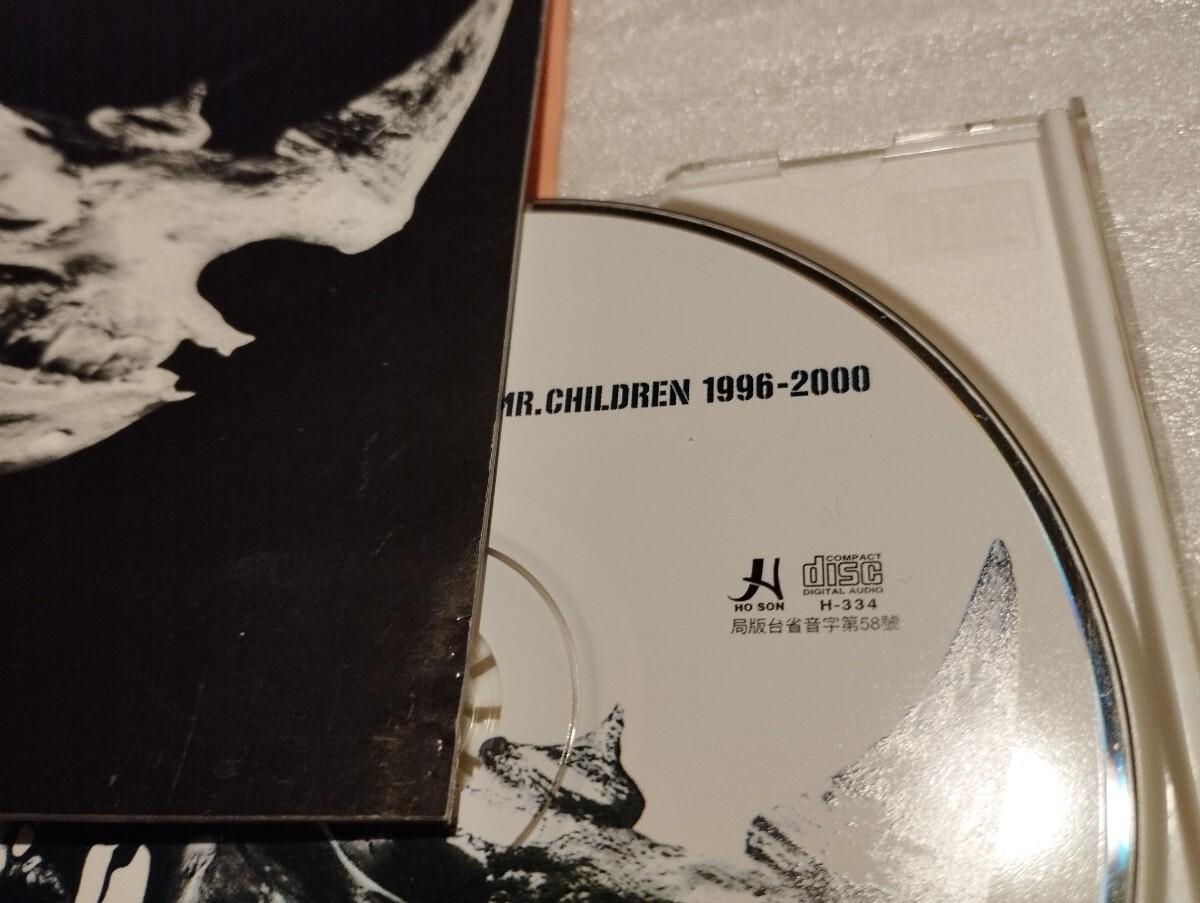 MR.CHILDREN 1996-2000
HO SON
COMPACT
disc
DIGITAL AUDIO
H-334
局版台省音字第58號